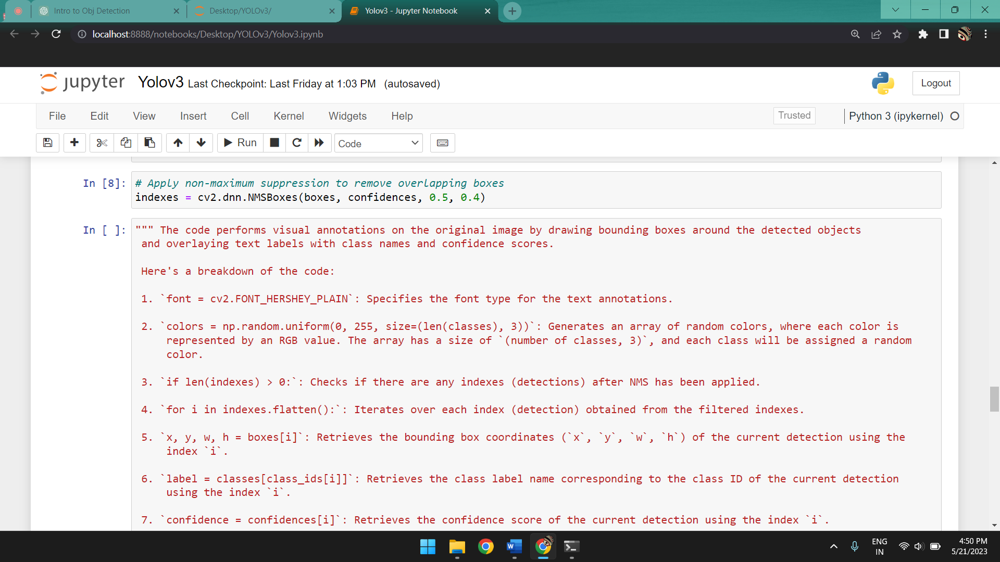 Intro to Obj Detection
Desktop/YOLOv3/
Yolov3 - Jupyter Notebook
localhost:8888/notebooks/Desktop/YOLOv3/Yolov3.ipynb
jupyter Yolov3 Last Checkpoint: Last Friday at 1:03 PM (autosaved)
Logout
File Edit View Insert Cell Kernel Widgets Help
Trusted
Python 3 (ipykernel)
Run
Code
In [8]: # Apply non-maximum suppression to remove overlapping boxes
indexes = cv2.dnn.NMSBoxes(boxes, confidences, 0.5, 0.4)
In [ ]: """ The code performs visual annotations on the original image by drawing bounding boxes around the detected objects
and overlaying text labels with class names and confidence scores.
Here's a breakdown of the code:
1. `font = cv2.FONT_HERSHEY_PLAIN`: Specifies the font type for the text annotations.
2. `colors = np.random.uniform(0, 255, size=(len(classes), 3))`: Generates an array of random colors, where each color is
represented by an RGB value. The array has a size of `(number of classes, 3)`, and each class will be assigned a random
color.
3. `if len(indexes) > 0:`: Checks if there are any indexes (detections) after NMS has been applied.
4. `for i in indexes.flatten():`: Iterates over each index (detection) obtained from the filtered indexes.
5. `x, y, w, h = boxes[i]`: Retrieves the bounding box coordinates (`x`, `y`, `w`, `h`) of the current detection using the
index `i`.
6. `label = classes[class_ids[i]]`: Retrieves the class label name corresponding to the class ID of the current detection
using the index `i`.
7. `confidence = confidences[i]`: Retrieves the confidence score of the current detection using the index `i`.
W
ENG
IN
4:50 PM
5/21/2023